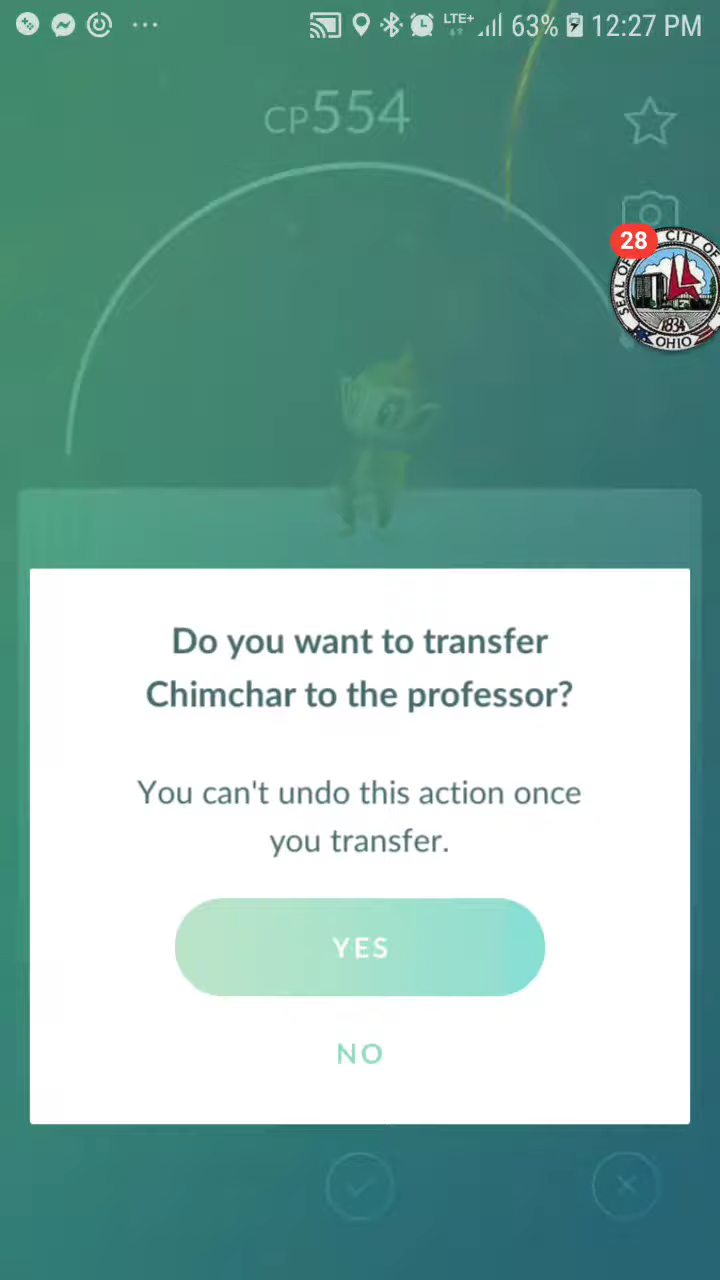 LTE+ 63% 12:27 PM
CP554
28
SEAL OF CITY OF
1834
OHIO
Do you want to transfer
Chimchar to the professor?
You can't undo this action once
you transfer.
YES
NO